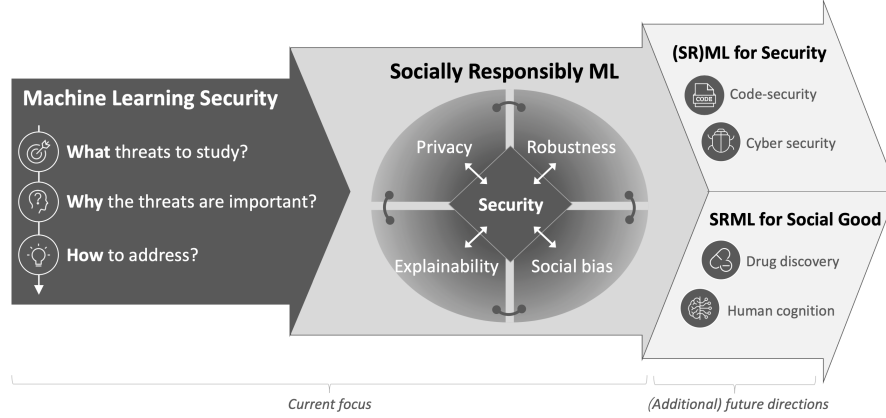 Machine Learning Security
What threats to study?
Why the threats are important?
How to address?
Socially Responsibly ML
Privacy
Robustness
Security
Explainability
Social bias
(SR)ML for Security
CODE
Code-security
Cyber security
SRML for Social Good
Drug discovery
Human cognition
Current focus
(Additional) future directions